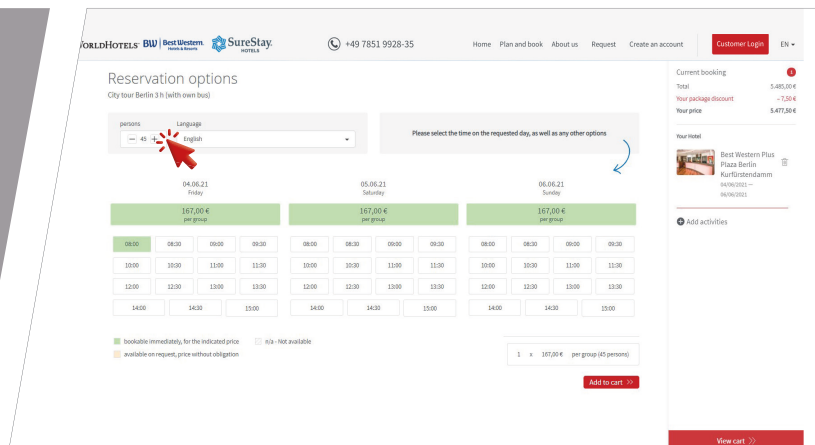 WORLDHOTELS BW Best Western Hotels & Resorts SureStay HOTELS
+49 7851 9928-35
Home Plan and book About us Request Create an account Customer Login EN
Reservation options
City tour Berlin 3 h (with own bus)
persons Language
— 45 + English
Please select the time on the requested day, as well as any other options
04.06.21 05.06.21 06.06.21
Friday Saturday Sunday
167,00 € 167,00 € 167,00 €
per group per group per group
08:00 08:30 09:00 09:30 08:00 08:30 09:00 09:30 08:00 08:30 09:00 09:30
10:00 10:30 11:00 11:30 10:00 10:30 11:00 11:30 10:00 10:30 11:00 11:30
12:00 12:30 13:00 13:30 12:00 12:30 13:00 13:30 12:00 12:30 13:00 13:30
14:00 14:30 15:00 14:00 14:30 15:00 14:00 14:30 15:00
bookable immediately, for the indicated price n/a - Not available
available on request, price without obligation
1 x 167,00 € per group (45 persons)
Add to cart
Current booking 1
Total 5.485,00 €
Your package discount - 7,50 €
Your price 5.477,50 €
Your Hotel
Best Western Plus
Plaza Berlin
Kurfürstendamm
04/06/2021 —
06/06/2021
Add activities
View cart